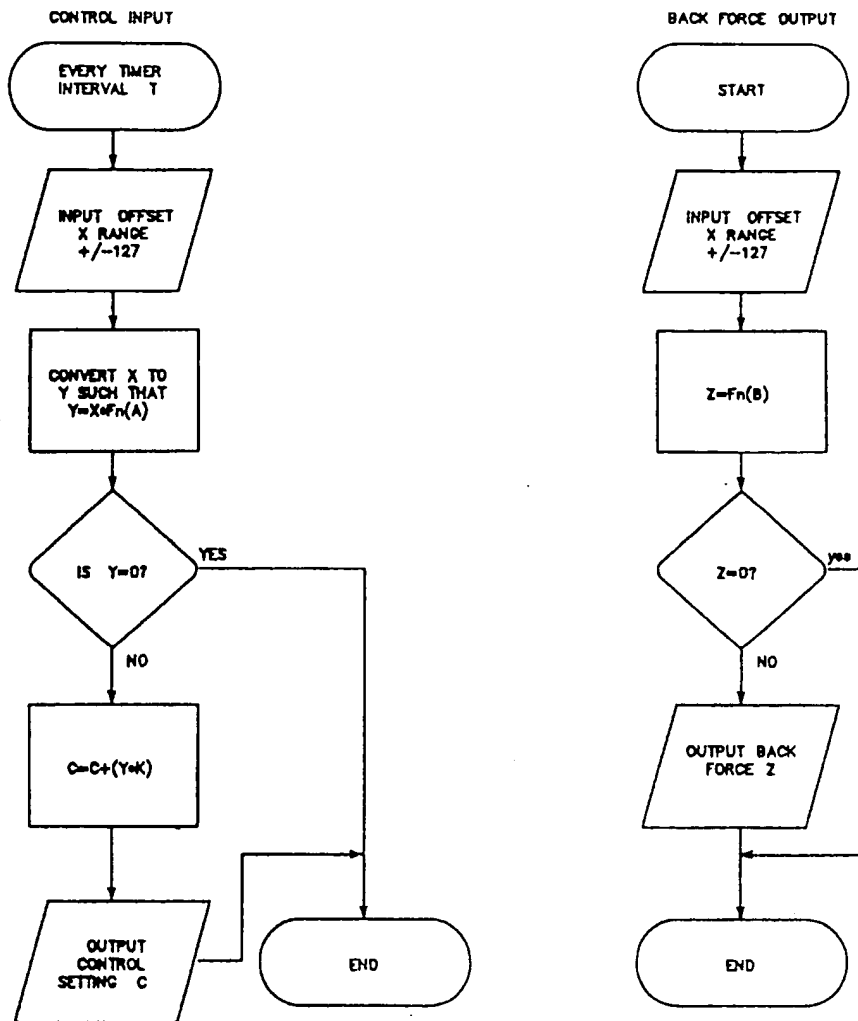 CONTROL INPUT
EVERY TIMER
INTERVAL T
INPUT OFFSET
X RANGE
+/-127
CONVERT X TO
Y SUCH THAT
Y=X*Fn(A)
IS Y=0?
YES
NO
C=C+(Y*K)
OUTPUT
CONTROL
SETTING C
END
BACK FORCE OUTPUT
START
INPUT OFFSET
X RANGE
+/-127
Z=Fn(B)
Z=0?
yes
NO
OUTPUT BACK
FORCE Z
END